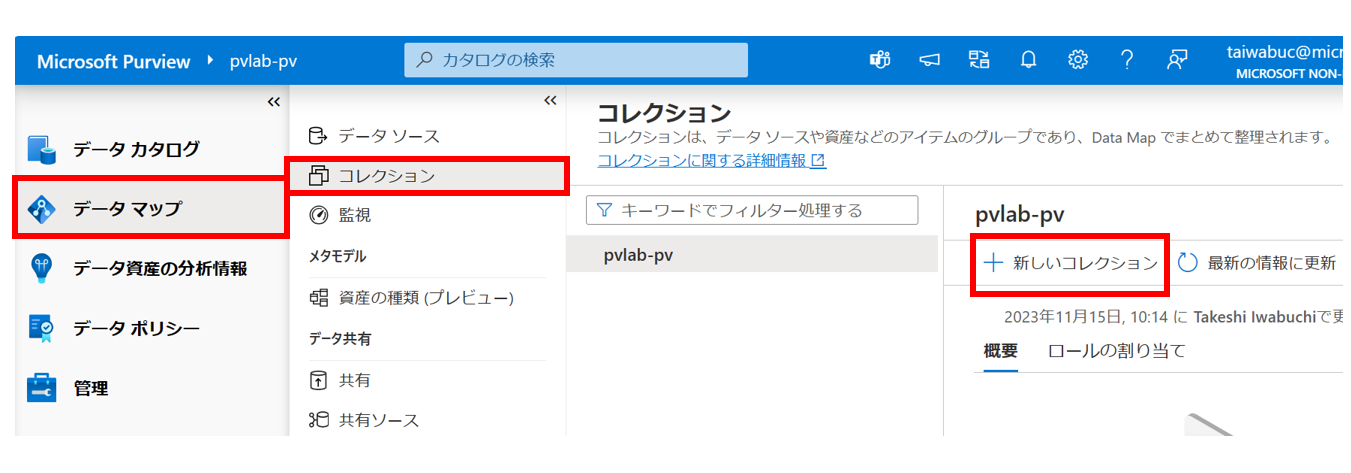 Microsoft Purview
pvlab-pv
カタログの検索
taiwabuc@micr
MICROSOFT NON-
データ カタログ
データ マップ
データ資産の分析情報
データ ポリシー
管理
データ ソース
コレクション
監視
メタモデル
資産の種類 (プレビュー)
データ共有
共有
共有ソース
コレクション
コレクションは、データ ソースや資産などのアイテムのグループであり、Data Map でまとめて整理されます。
コレクションに関する詳細情報
キーワードでフィルター処理する
pvlab-pv
pvlab-pv
新しいコレクション
最新の情報に更新
2023年11月15日, 10:14 に Takeshi Iwabuchiで更
概要
ロールの割り当て